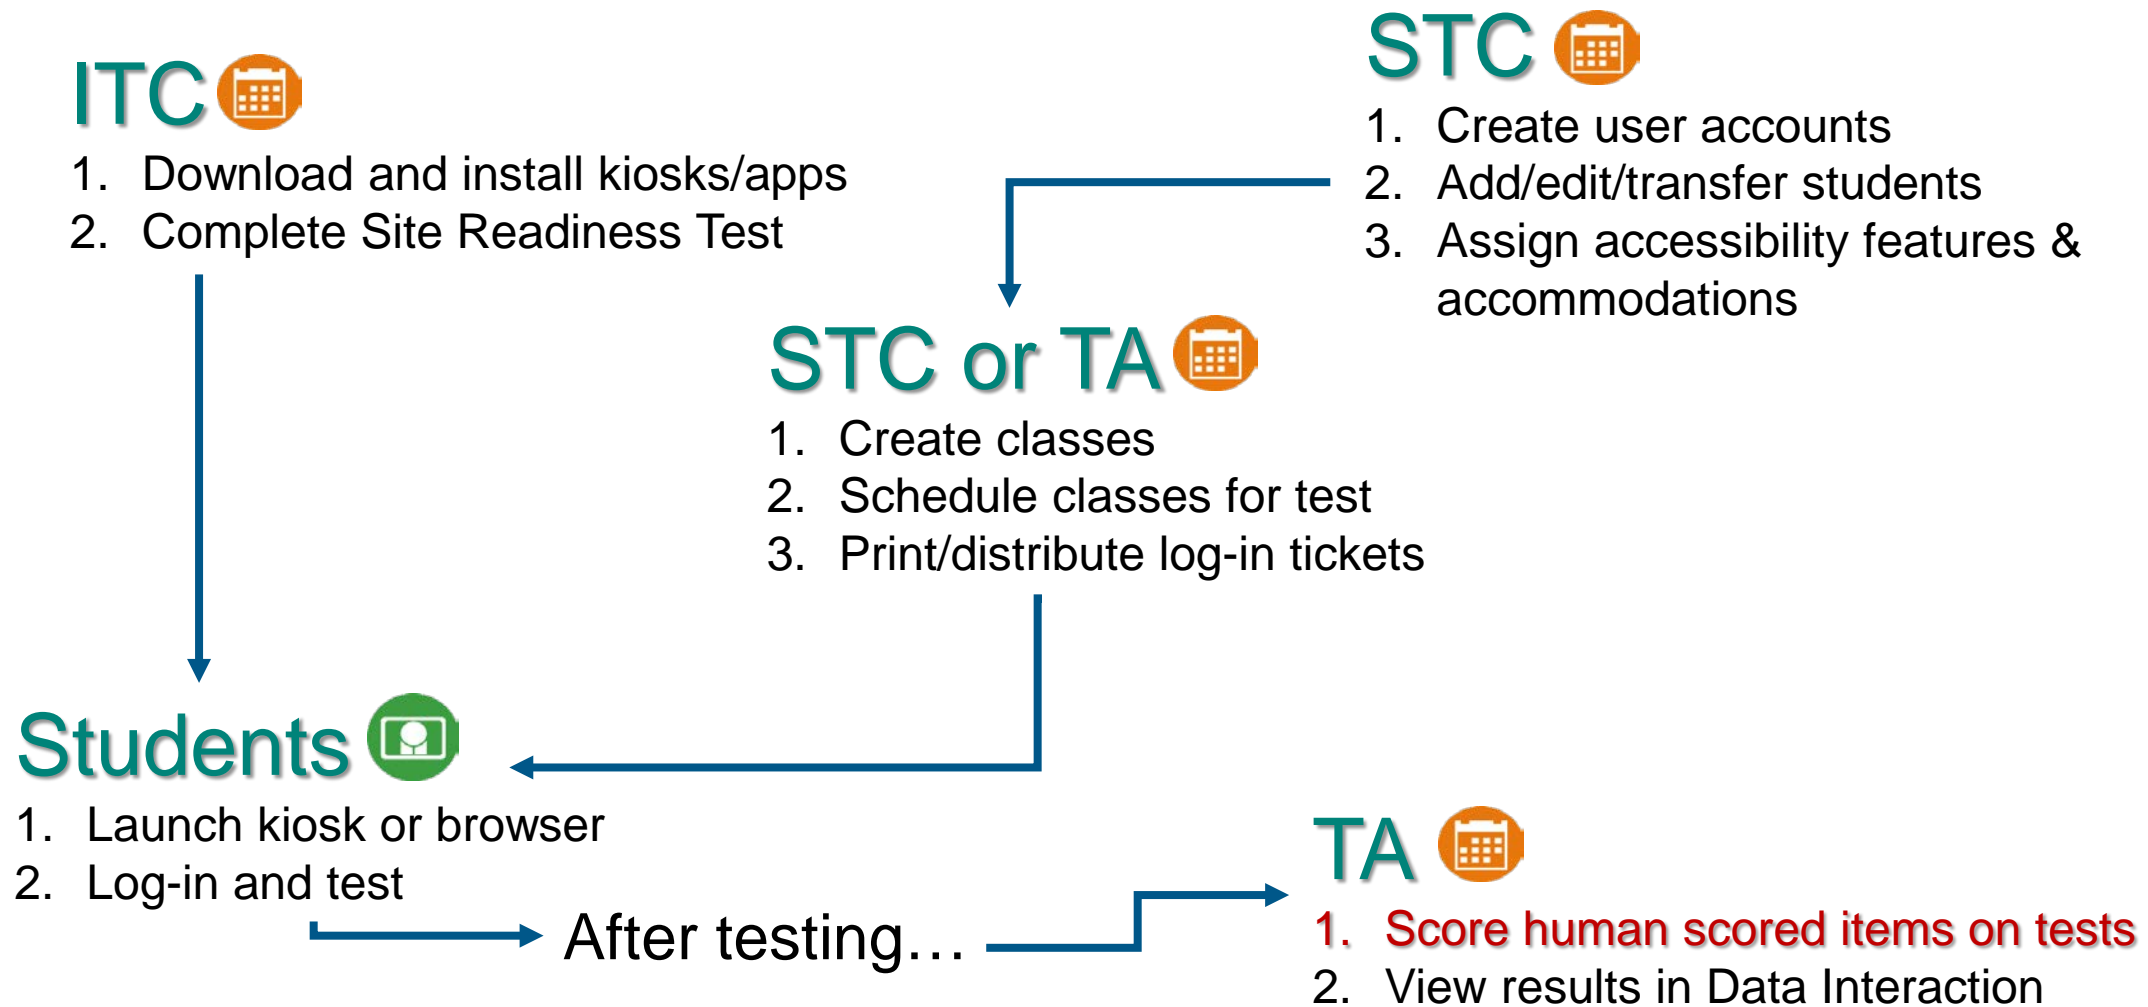 ITC
1. Download and install kiosks/apps
2. Complete Site Readiness Test
STC
1. Create user accounts
2. Add/edit/transfer students
3. Assign accessibility features &
accommodations
STC or TA
1. Create classes
2. Schedule classes for test
3. Print/distribute log-in tickets
Students
1. Launch kiosk or browser
2. Log-in and test
After testing…
TA
1. Score human scored items on tests
2. View results in Data Interaction